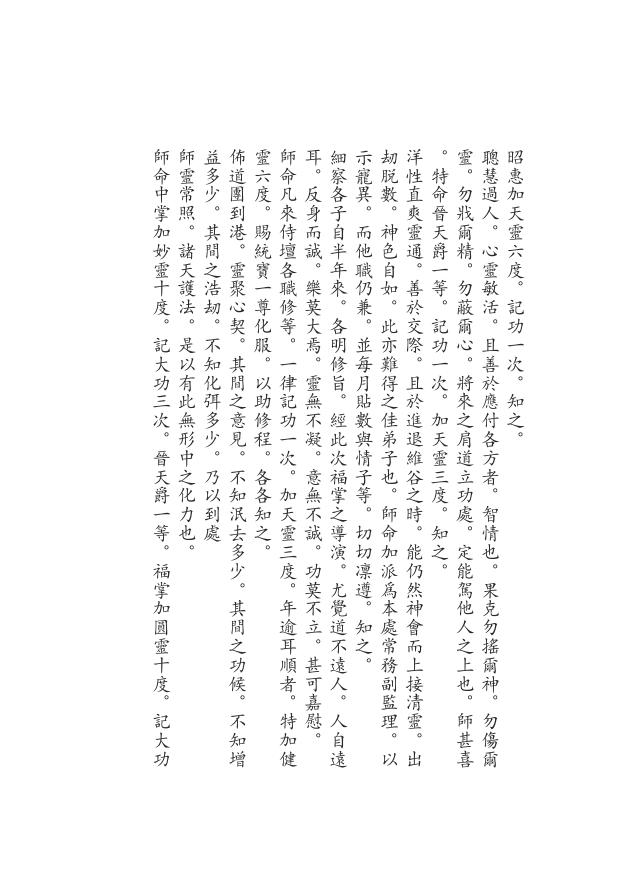 昭惠加天靈六度。記功一次。知之。
聰慧過人。心靈敏活。且善於應付各方者。智情也。果克勿搖爾神。勿傷爾
靈。勿戕爾精。勿蔽爾心。將來之肩道立功處。定能駕他人之上也。師甚喜
。特命晉天爵一等。記功一次。加天靈三度。知之。
洋性直爽靈通。善於交際。且於進退維谷之時。能仍然神會而上接清靈。出
劫脫數。神色自如。此亦難得之佳弟子也。師命加派爲本處常務副監理。以
示寵異。而他職仍兼。並每月貼數與情子等。切切凛遵。知之。
細察各子自半年來。各明修旨。經此次福掌之導演。尤覺道不遠人。人自遠
耳。反身而誠。樂莫大焉。靈無不凝。意無不誠。功莫不立。甚可嘉慰。
師命凡來侍壇各職修等。一律記功一次。加天靈三度。年逾耳順者。特加健
靈六度。賜統寶一尊化服。以助修程。各各知之。
佈道團到港。靈聚心契。其間之意見。不知泯去多少。其間之功候。不知增
益多少。其間之浩劫。不知化弭多少。乃以到處
師靈常照。諸天護法。是以有此無形中之化力也。
師命中掌加妙靈十度。記大功三次。晉天爵一等。福掌加圓靈十度。記大功